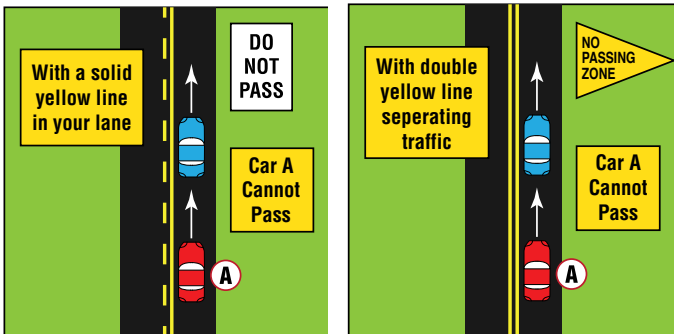 With a solid
yellow line
in your lane
DO
NOT
PASS
Car A
Cannot
Pass
A
With double
yellow line
seperating
traffic
NO
PASSING
ZONE
Car A
Cannot
Pass
A